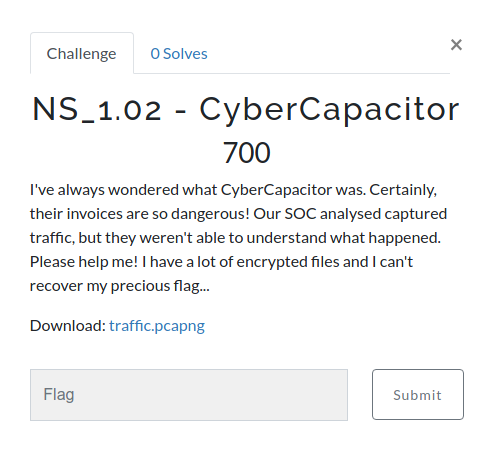 Challenge
0 Solves
×
NS_1.02 - CyberCapacitor
700
I've always wondered what CyberCapacitor was. Certainly,
their invoices are so dangerous! Our SOC analysed captured
traffic, but they weren't able to understand what happened.
Please help me! I have a lot of encrypted files and I can't
recover my precious flag...
Download: traffic.pcapng
Flag
Submit